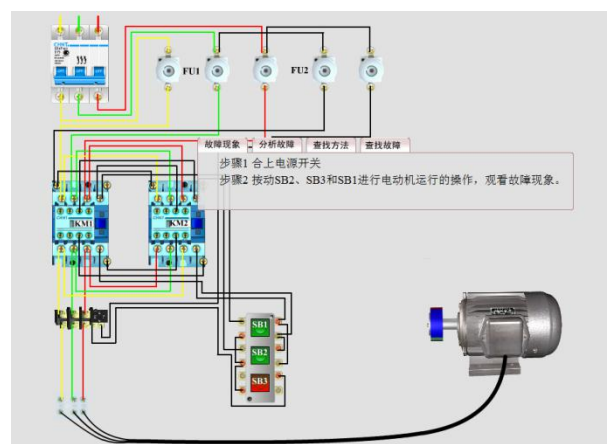 CHNT
FU1
FU2
故障现象
分析故障
查找方法
查找故障
步骤1 合上电源开关
步骤2 按动SB2、SB3和SB1进行电动机运行的操作，观看故障现象。
KM1
KM2
SB1
SB2
SB3